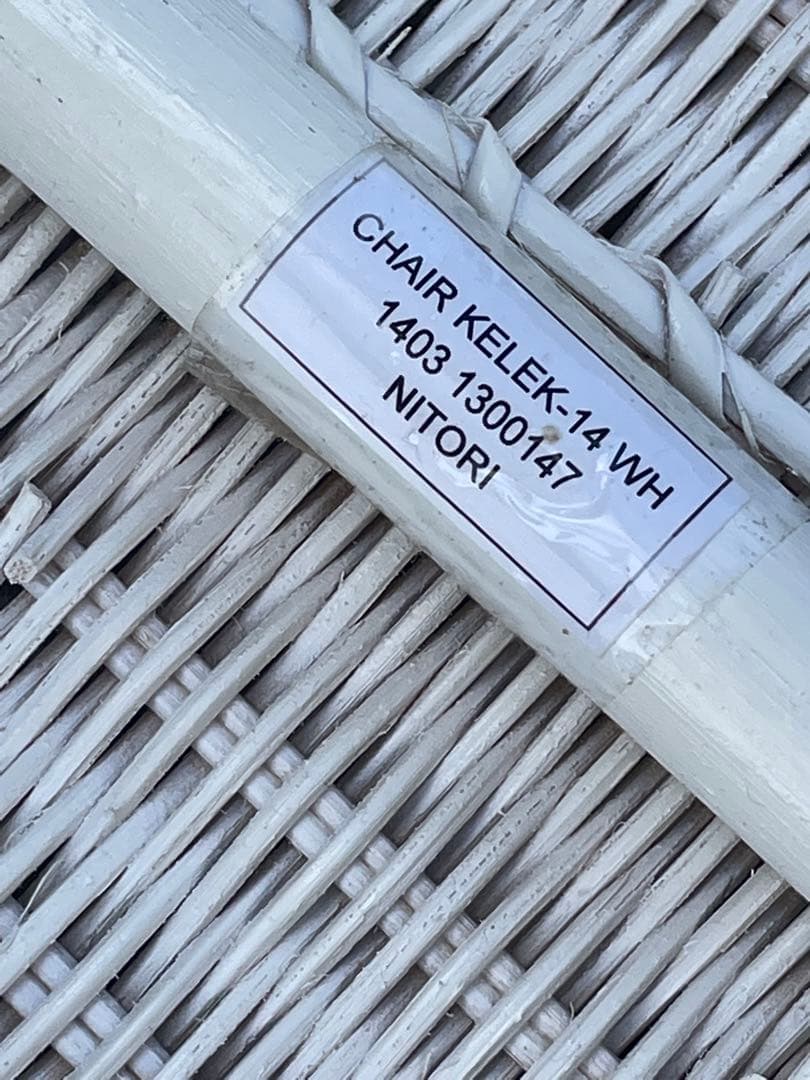 CHAIR KELEK-14 WH
1403 1300147
NITORI